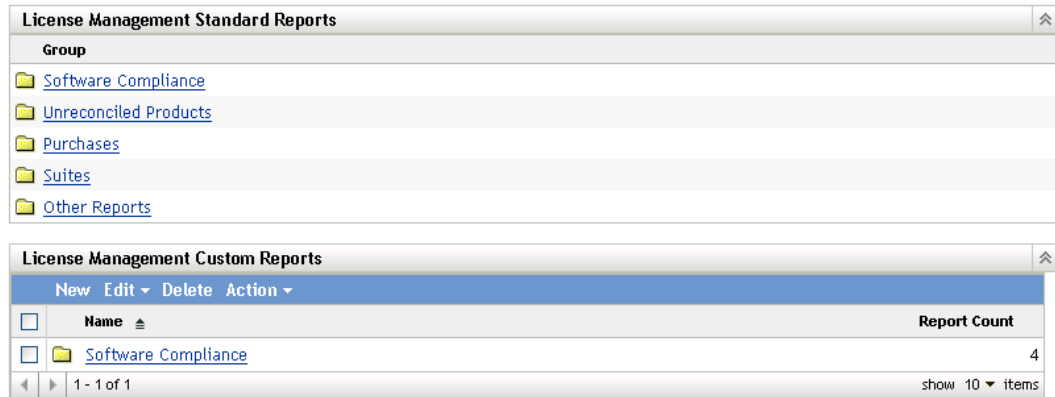 License Management Standard Reports
Group
Software Compliance
Unreconciled Products
Purchases
Suites
Other Reports
License Management Custom Reports
New Edit Delete Action
Name Report Count
Software Compliance 4
1 - 1 of 1 show 10 items